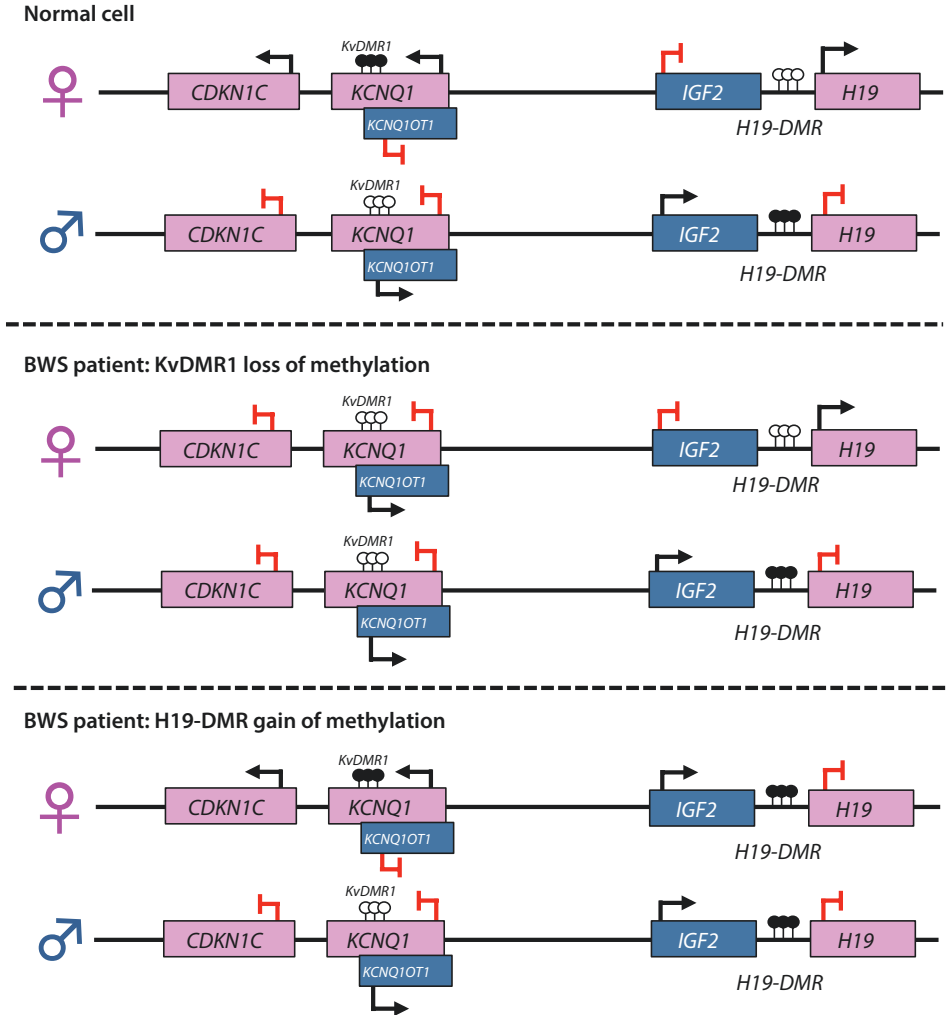 Normal cell
♀
KvDMR1
CDKN1C KCNQ1 IGF2 H19
KCNQ1OT1
H19-DMR
♂
KvDMR1
CDKN1C KCNQ1 IGF2 H19
KCNQ1OT1
H19-DMR
BWS patient: KvDMR1 loss of methylation
♀
KvDMR1
CDKN1C KCNQ1 IGF2 H19
KCNQ1OT1
H19-DMR
♂
KvDMR1
CDKN1C KCNQ1 IGF2 H19
KCNQ1OT1
H19-DMR
BWS patient: H19-DMR gain of methylation
♀
KvDMR1
CDKN1C KCNQ1 IGF2 H19
KCNQ1OT1
H19-DMR
♂
KvDMR1
CDKN1C KCNQ1 IGF2 H19
KCNQ1OT1
H19-DMR